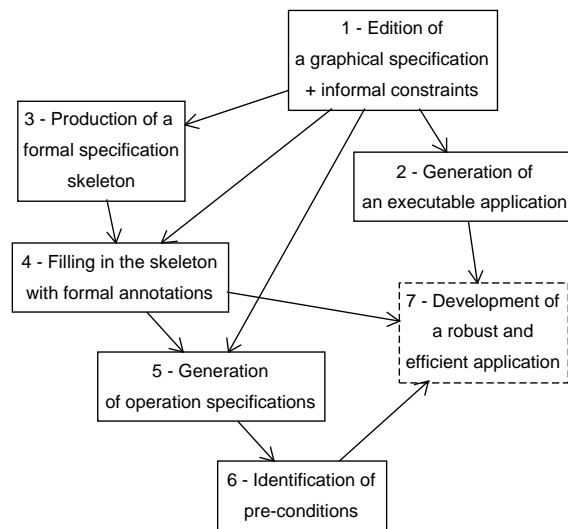 1 - Edition of
a graphical specification
+ informal constraints
3 - Production of a
formal specification
skeleton
2 - Generation of
an executable application
4 - Filling in the skeleton
with formal annotations
7 - Development of
a robust and
efficient application
5 - Generation
of operation specifications
6 - Identification of
pre-conditions